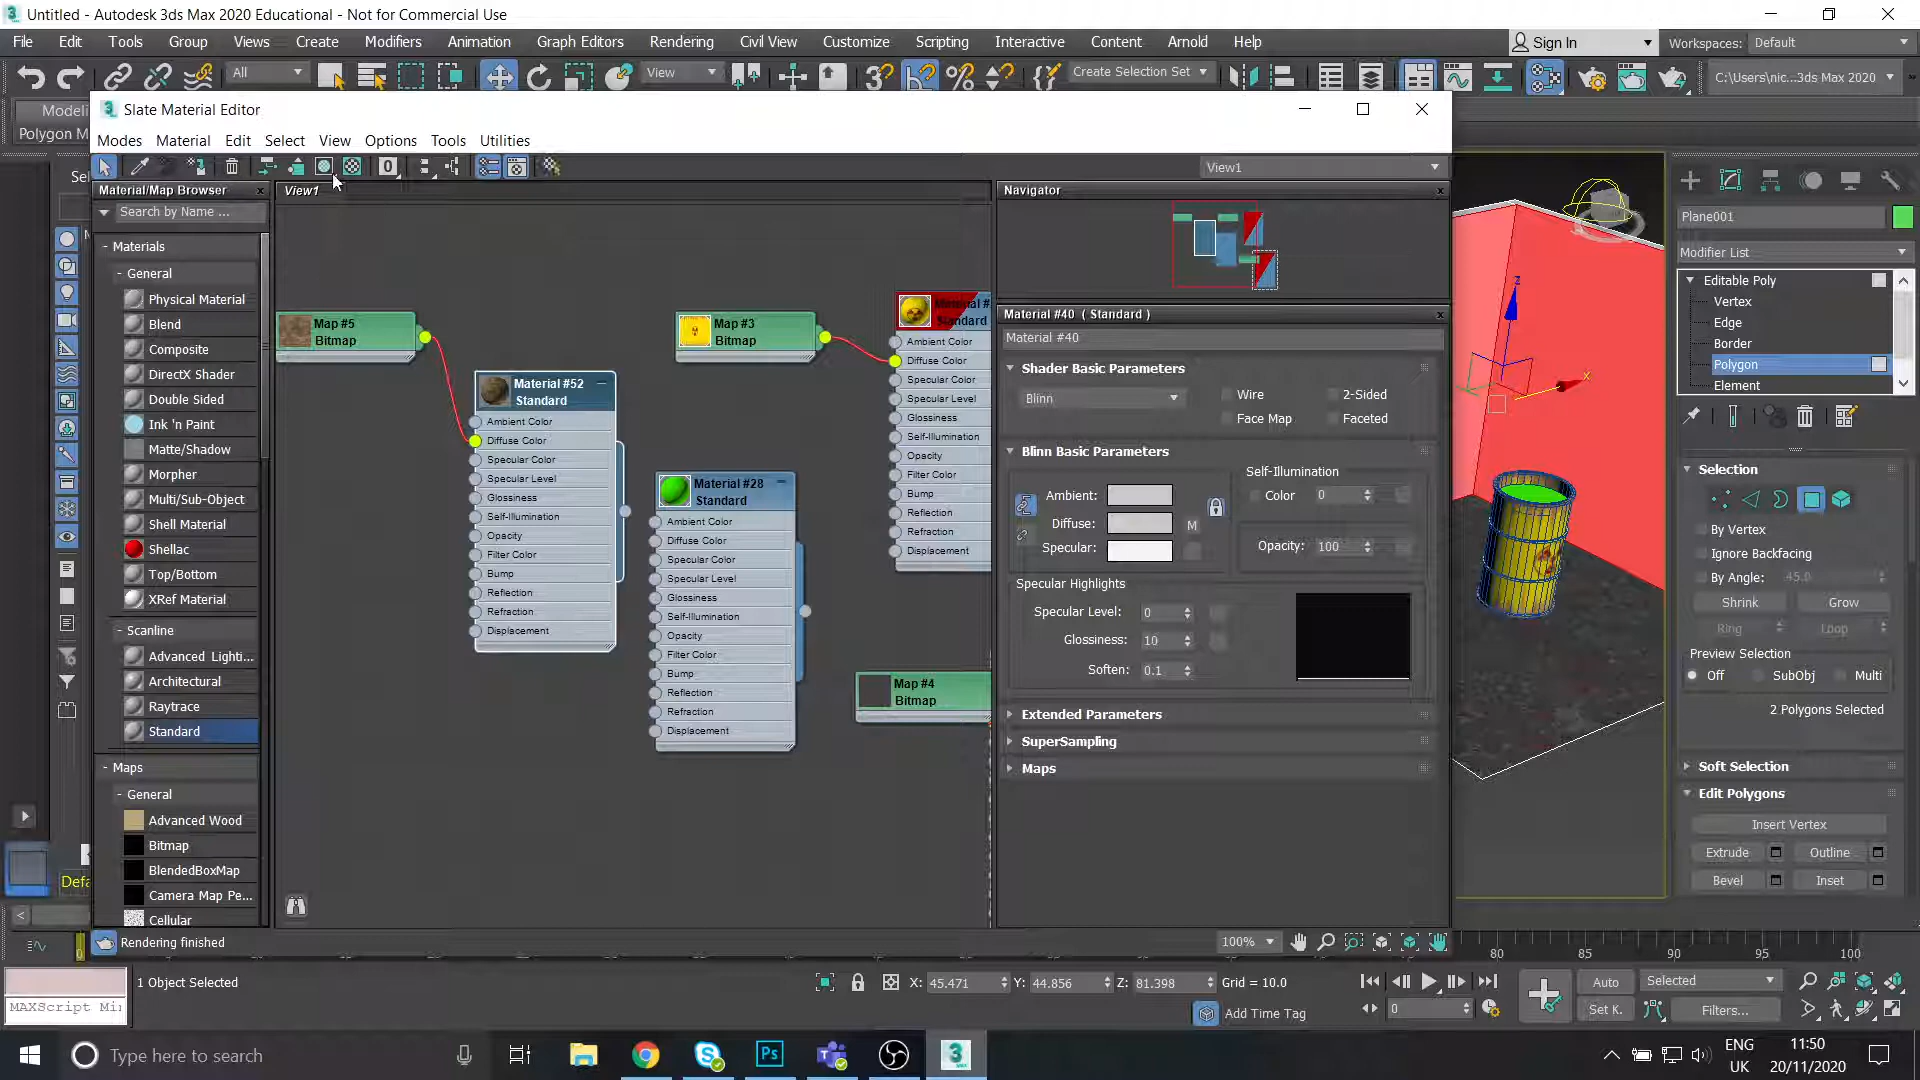 Untitled - Autodesk 3ds Max 2020 Educational - Not for Commercial Use
File Edit Tools Group Views Create Modifiers Animation Graph Editors Rendering Civil View Customize Scripting Interactive Content Arnold Help
Sign In
Workspaces: Default
All
View
Create Selection Set
C:\Users\nic...3ds Max 2020
Modeli
Polygon M
Slate Material Editor
Modes Material Edit Select View Options Tools Utilities
View1
Sel
Material/Map Browser
Search by Name ...
- Materials
- General
Physical Material
Blend
Composite
DirectX Shader
Double Sided
Ink 'n Paint
Matte/Shadow
Morpher
Multi/Sub-Object
Shell Material
Shellac
Top/Bottom
XRef Material
- Scanline
Advanced Lighti...
Architectural
Raytrace
Standard
- Maps
- General
Advanced Wood
Bitmap
BlendedBoxMap
Camera Map Pe...
Cellular
View1
Map #5
Bitmap
Material #52
Standard
Ambient Color
Diffuse Color
Specular Color
Specular Level
Glossiness
Self-Illumination
Opacity
Filter Color
Bump
Reflection
Refraction
Displacement
Material #28
Standard
Ambient Color
Diffuse Color
Specular Color
Specular Level
Glossiness
Self-Illumination
Opacity
Filter Color
Bump
Reflection
Refraction
Displacement
Map #3
Bitmap
Material #
Standard
Ambient Color
Diffuse Color
Specular Color
Specular Level
Glossiness
Self-Illumination
Opacity
Filter Color
Bump
Reflection
Refraction
Displacement
Map #4
Bitmap
Navigator
Material #40 ( Standard )
Material #40
Shader Basic Parameters
Blinn
Wire
2-Sided
Face Map
Faceted
Blinn Basic Parameters
Ambient:
Diffuse:
M
Specular:
Self-Illumination
Color 0
Opacity: 100
Specular Highlights
Specular Level: 0
Glossiness: 10
Soften: 0.1
Extended Parameters
SuperSampling
Maps
Rendering finished
100%
z
x
Plane001
Modifier List
Editable Poly
Vertex
Edge
Border
Polygon
Element
Selection
By Vertex
Ignore Backfacing
By Angle: 45.0
Shrink
Grow
Ring
Loop
Preview Selection
Off
SubObj
Multi
2 Polygons Selected
Soft Selection
Edit Polygons
Insert Vertex
Extrude
Outline
Bevel
Inset
Defa
0
80 85 90 95 100
MAXScript Mi
1 Object Selected
X: 45.471
Y: 44.856
Z: 81.398
Grid = 10.0
Add Time Tag
0
Auto
Selected
Set K.
Filters...
Type here to search
Ps
3
ENG
UK
11:50
20/11/2020